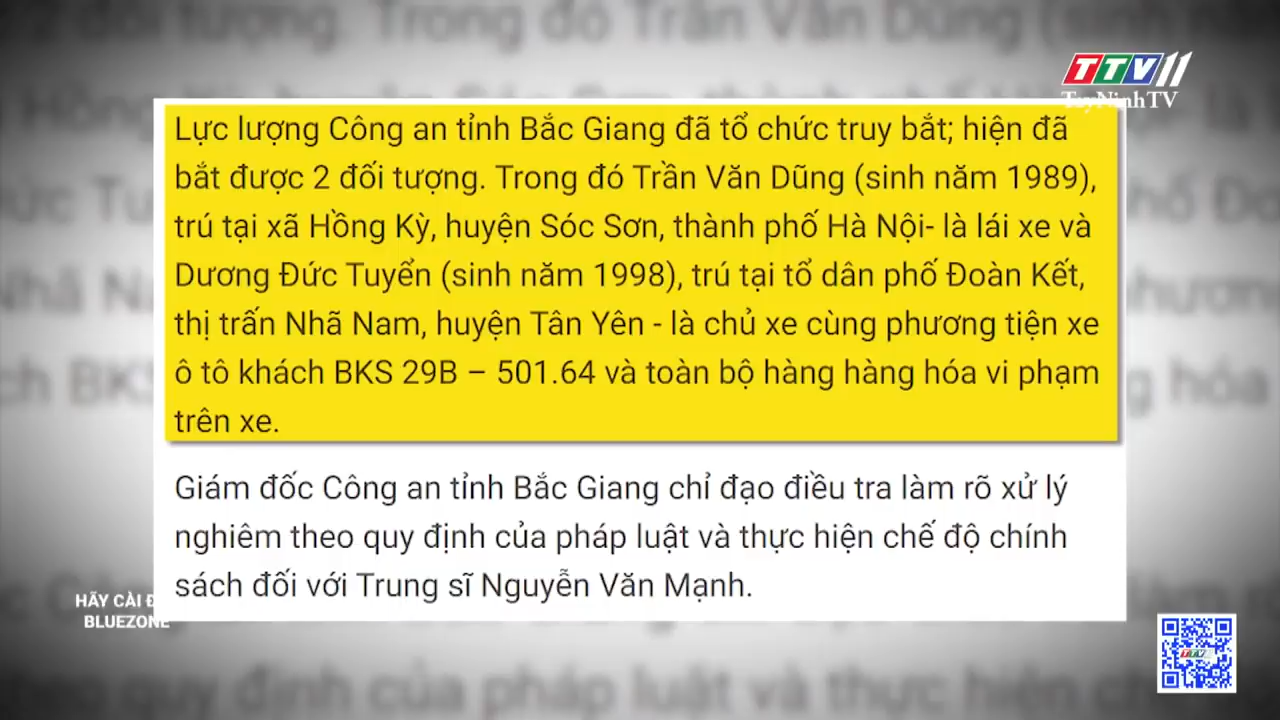 TTV11
TayNinhTV
Lực lượng Công an tỉnh Bắc Giang đã tổ chức truy bắt; hiện đã
bắt được 2 đối tượng. Trong đó Trần Văn Dũng (sinh năm 1989),
trú tại xã Hồng Kỳ, huyện Sóc Sơn, thành phố Hà Nội- là lái xe và
Dương Đức Tuyển (sinh năm 1998), trú tại tổ dân phố Đoàn Kết,
thị trấn Nhã Nam, huyện Tân Yên - là chủ xe cùng phương tiện xe
ô tô khách BKS 29B – 501.64 và toàn bộ hàng hàng hóa vi phạm
trên xe.
Giám đốc Công an tỉnh Bắc Giang chỉ đạo điều tra làm rõ xử lý
nghiêm theo quy định của pháp luật và thực hiện chế độ chính
sách đối với Trung sĩ Nguyễn Văn Mạnh.
HÃY CÀI
BLUEZONE
TTV